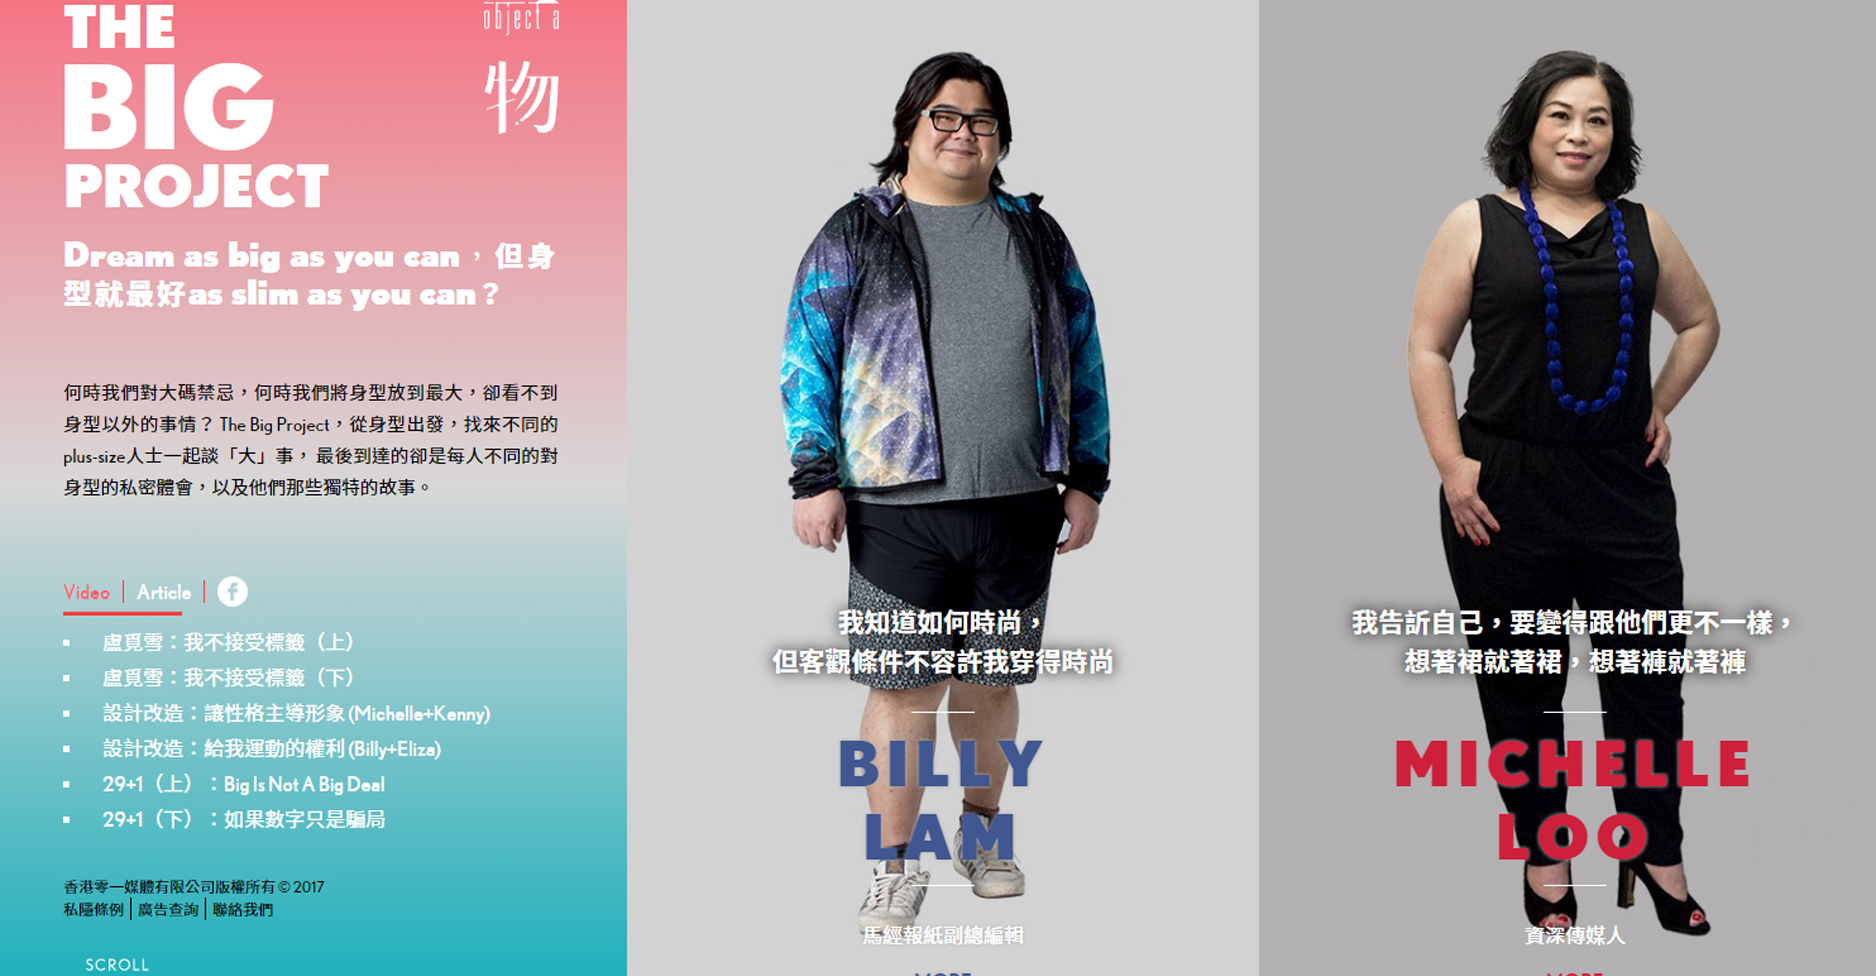 THE
BIG
PROJECT
object a
物
Dream as big as you can，但身
型就最好as slim as you can？
何時我們對大碼禁忌，何時我們將身型放到最大，卻看不到
身型以外的事情？ The Big Project，從身型出發，找來不同的
plus-size人士一起談「大」事，最後到達的卻是每人不同的對
身型的私密體會，以及他們那些獨特的故事。
Video | Article | f
盧覓雪：我不接受標籤（上）
盧覓雪：我不接受標籤（下）
設計改造：讓性格主導形象 (Michelle+Kenny)
設計改造：給我運動的權利 (Billy+Eliza)
29+1（上）：Big Is Not A Big Deal
29+1（下）：如果數字只是騙局
香港零一媒體有限公司版權所有 © 2017
私隱條例 | 廣告查詢 | 聯絡我們
SCROLL
我知道如何時尚，
但客觀條件不容許我穿得時尚
BILLY
LAM
馬經報紙副總編輯
MORE
我告訴自己，要變得跟他們更不一樣，
想著裙就著裙，想著褲就著褲
MICHELLE
LOO
資深傳媒人
MORE